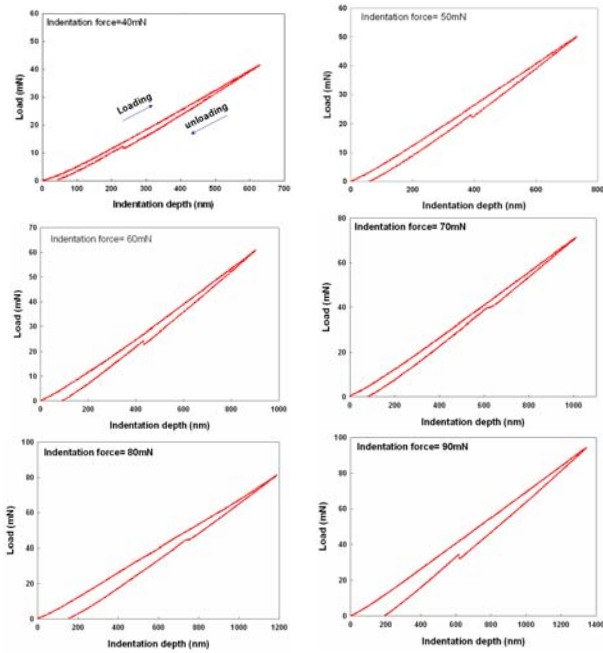 Indentation force=40mN
60
50
40
30
20
10
0
Load (mN)
Loading
unloading
0 100 200 300 400 500 600 700
Indentation depth (nm)
Indentation force= 50mN
60
50
40
30
20
10
0
Load (mN)
0 200 400 600 800
Indentation depth (nm)
Indentation force= 60mN
70
60
50
40
30
20
10
0
Load (mN)
0 200 400 600 800 1000
Indentation depth (nm)
Indentation force= 70mN
80
60
40
20
0
Load (mN)
0 200 400 600 800 1000
Indentation depth (nm)
Indentation force= 80mN
100
80
60
40
20
0
Load (mN)
0 200 400 600 800 1000 1200
Indentation depth (nm)
Indentation force= 90mN
100
80
60
40
20
0
Load (mN)
0 200 400 600 800 1000 1200 1400
Indentation depth (nm)